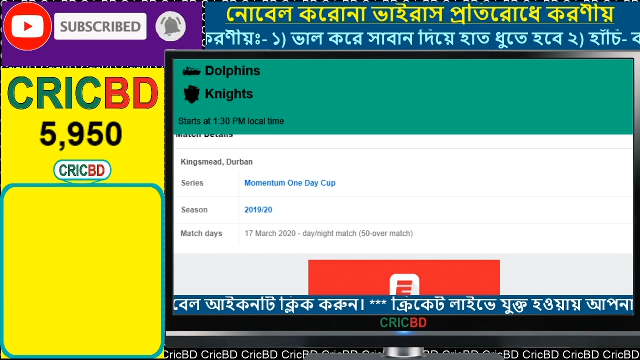 SUBSCRIBED
নোবেল করোনা ভাইরাস প্রতিরোধে করণীয়
করণীয়ঃ- ১) ভাল করে সাবান দিয়ে হাত ধুতে হবে ২) হাঁচি-
CRICBD
5,950
CRICBD
Dolphins
Knights
Starts at 1:30 PM local time
Match Details
Kingsmead, Durban
Series Momentum One Day Cup
Season 2019/20
Match days 17 March 2020 - day/night match (50-over match)
বেল আইকনটি ক্লিক করুন। *** ক্রিকেট লাইভে যুক্ত হওয়ায় আপনা
CRICBD
CricBD CricBD CricBD CricBD CricBD CricBD CricBD CricBD CricBD CricBD CricBD